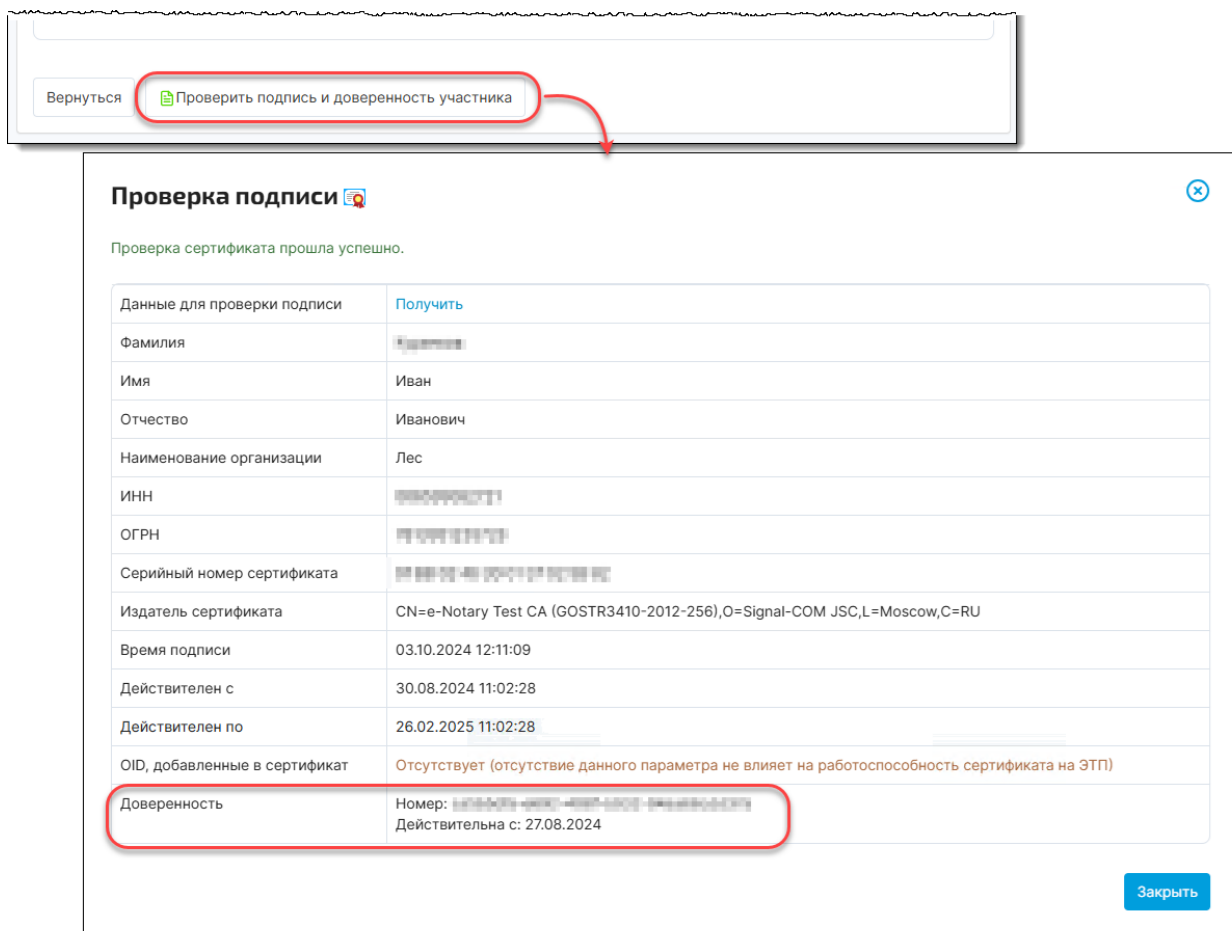 Вернуться
Проверить подпись и доверенность участника
Проверка подписи
Проверка сертификата прошла успешно.
Данные для проверки подписи Получить
Фамилия
Имя Иван
Отчество Иванович
Наименование организации Лес
ИНН
ОГРН
Серийный номер сертификата
Издатель сертификата CN=e-Notary Test CA (GOSTR3410-2012-256),O=Signal-COM JSC,L=Moscow,C=RU
Время подписи 03.10.2024 12:11:09
Действителен с 30.08.2024 11:02:28
Действителен по 26.02.2025 11:02:28
OID, добавленные в сертификат Отсутствует (отсутствие данного параметра не влияет на работоспособность сертификата на ЭТП)
Доверенность Номер:
Действительна с: 27.08.2024
Закрыть